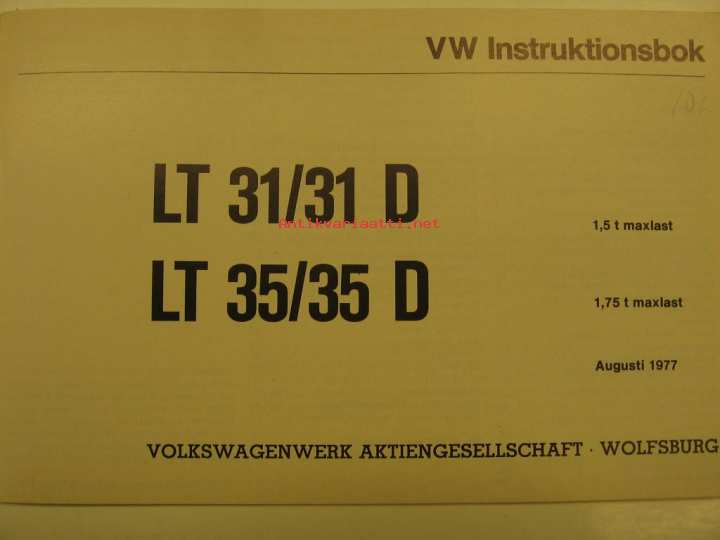 VW Instruktionsbok
LT 31/31 D
Antikvariaatti.net
1,5 t maxlast
LT 35/35 D
1,75 t maxlast
Augusti 1977
VOLKSWAGENWERK AKTIENGESELLSCHAFT · WOLFSBURG